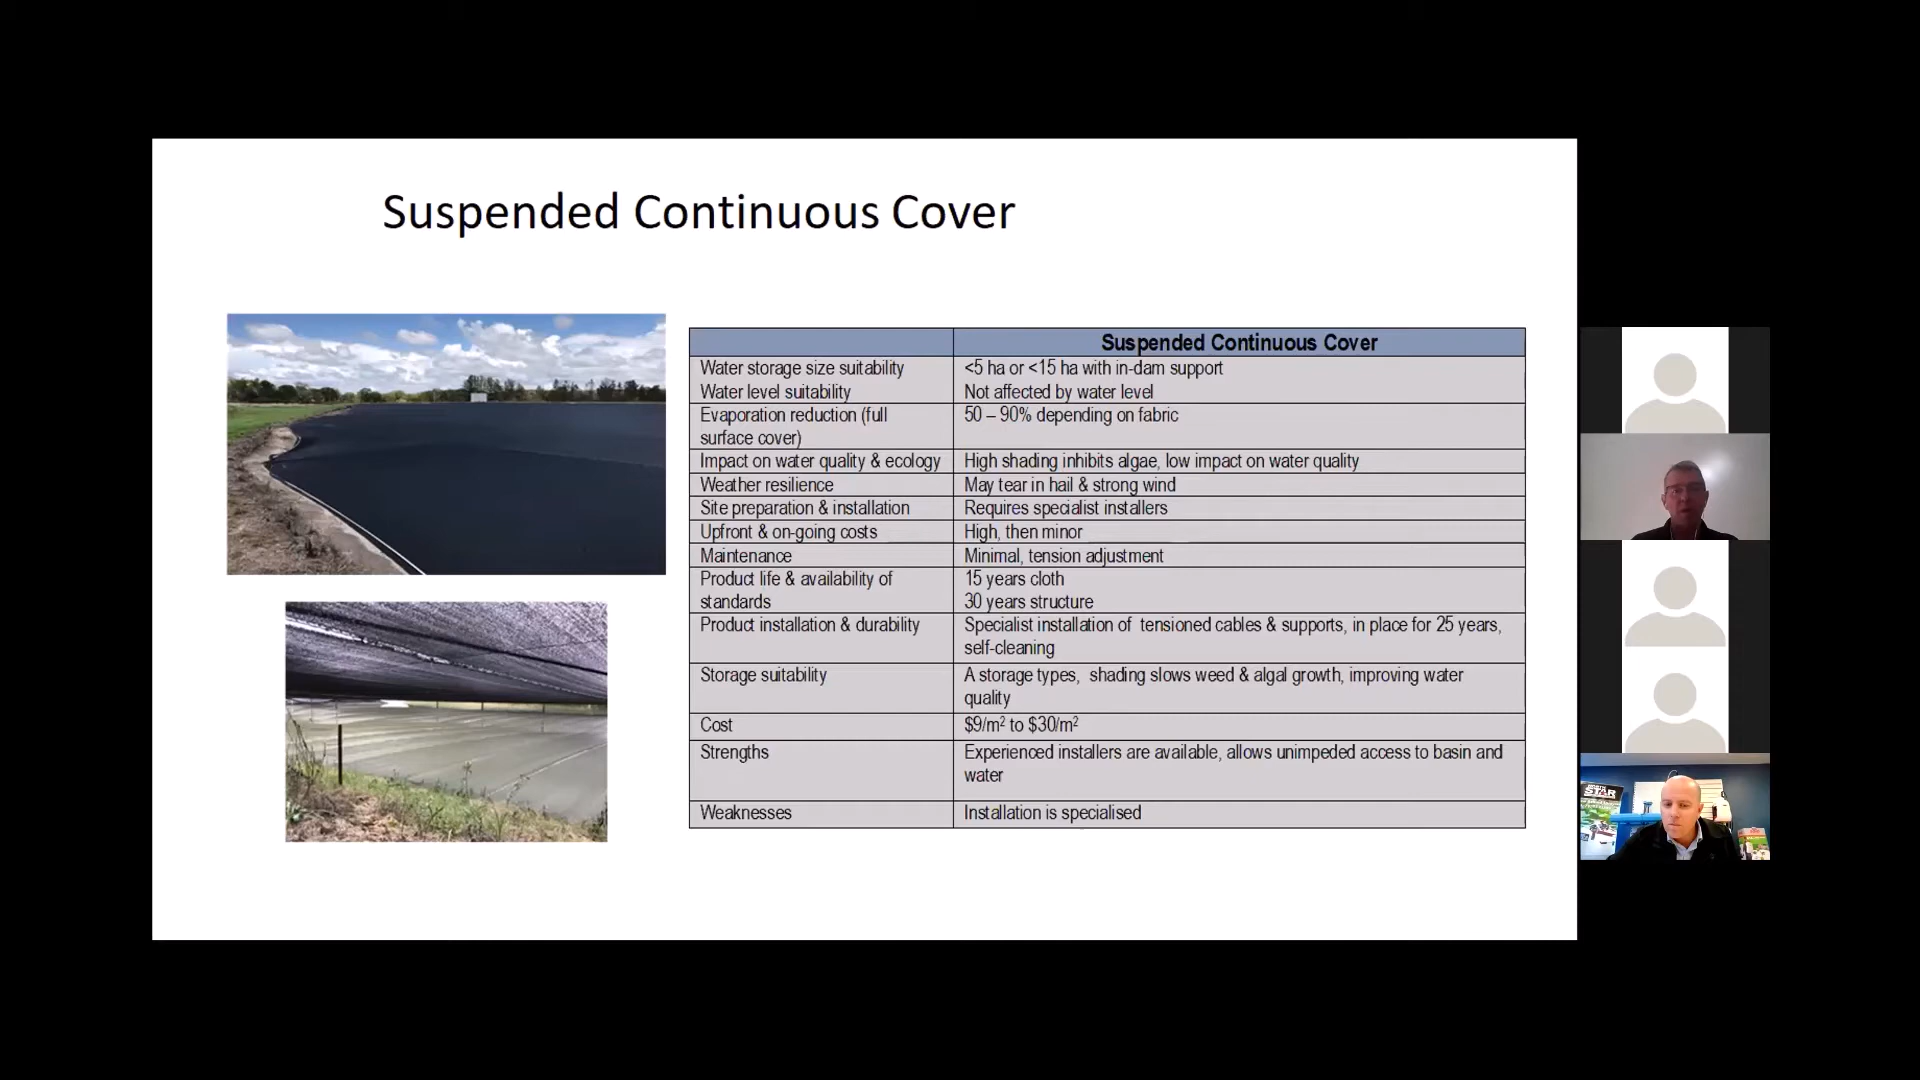 Suspended Continuous Cover
Suspended Continuous Cover
Water storage size suitability
<5 ha or <15 ha with in-dam support
Water level suitability
Not affected by water level
Evaporation reduction (full
surface cover)
50 – 90% depending on fabric
Impact on water quality & ecology
High shading inhibits algae, low impact on water quality
Weather resilience
May tear in hail & strong wind
Site preparation & installation
Requires specialist installers
Upfront & on-going costs
High, then minor
Maintenance
Minimal, tension adjustment
Product life & availability of
standards
15 years cloth
30 years structure
Product installation & durability
Specialist installation of  tensioned cables & supports, in place for 25 years,
self-cleaning
Storage suitability
A storage types,  shading slows weed & algal growth, improving water
quality
Cost
$9/m² to $30/m²
Strengths
Experienced installers are available, allows unimpeded access to basin and
water
Weaknesses
Installation is specialised
STAR